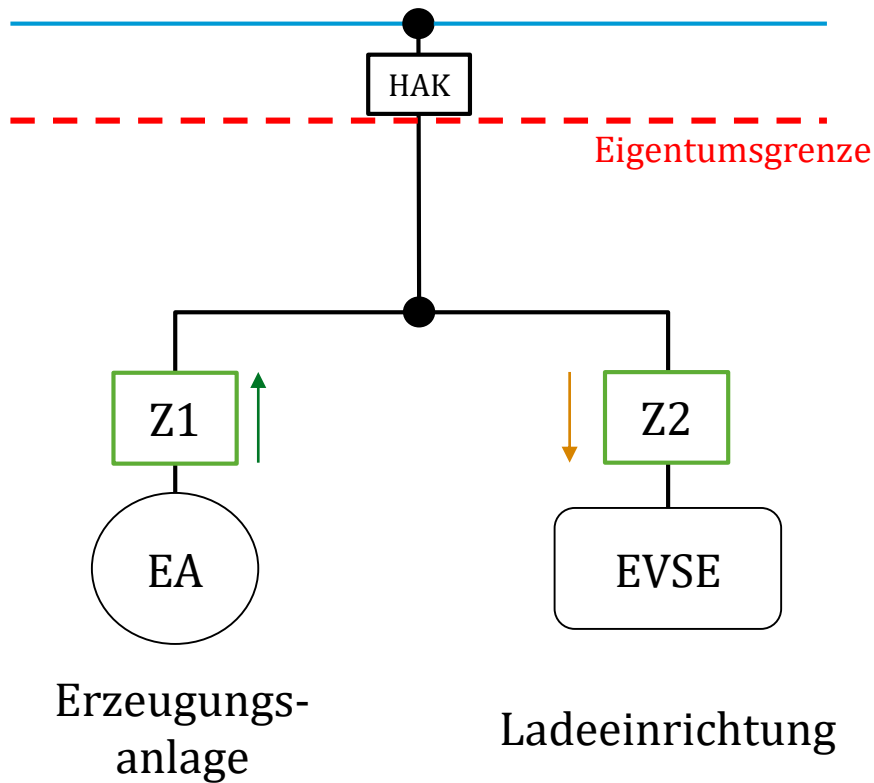 HAK
Eigentumsgrenze
Z1
Z2
EA
EVSE
Erzeugungs-
anlage
Ladeeinrichtung